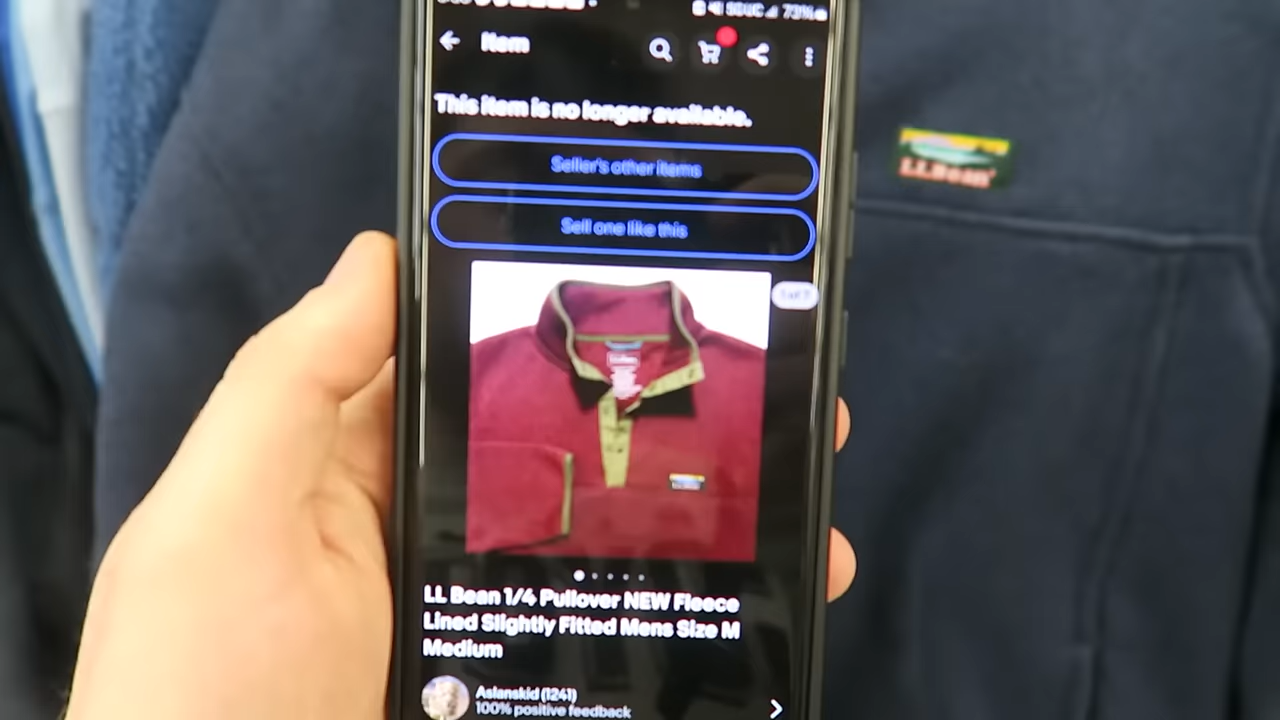 73%
Item
This item is no longer available.
Seller's other items
Sell one like this
L.L.Bean
LL Bean 1/4 Pullover NEW Fleece
Lined Slightly Fitted Mens Size M
Medium
Aslanskid (1241)
100% positive feedback